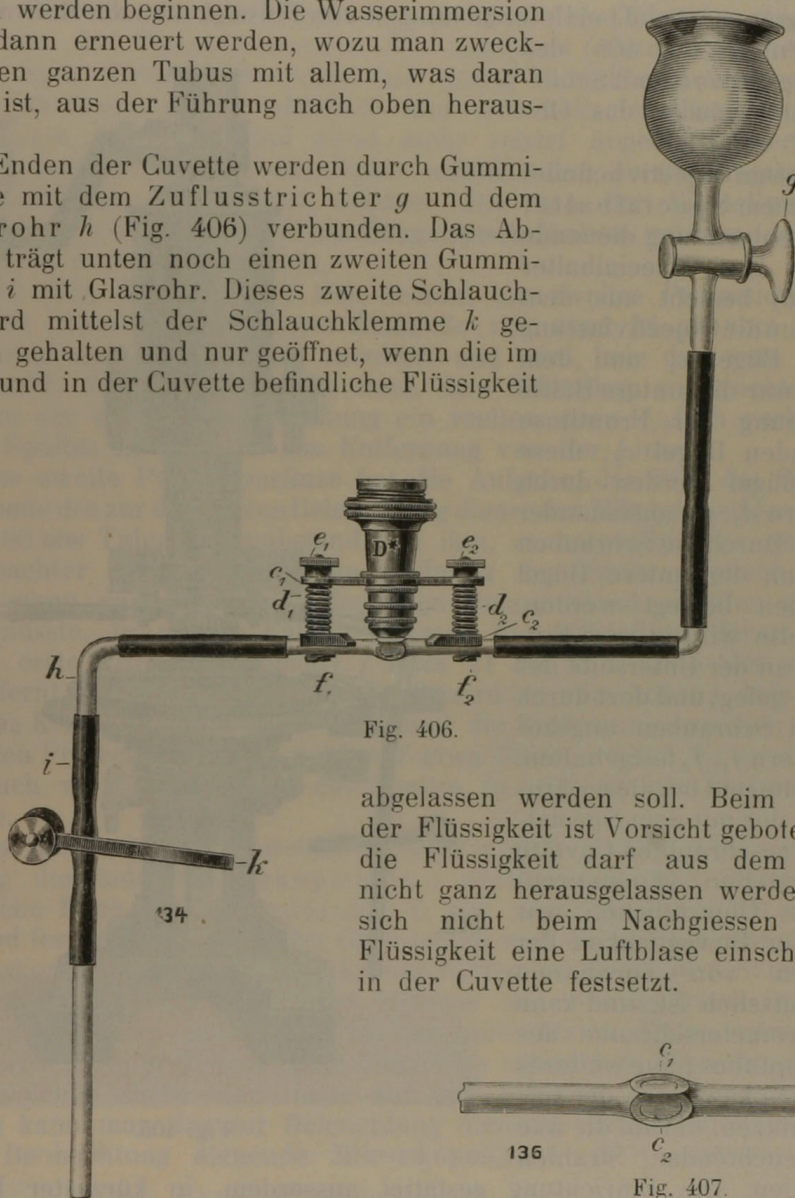 werden beginnen. Die Wasserimmersion
dann erneuert werden, wozu man zweck-
en ganzen Tubus mit allem, was daran
ist, aus der Führung nach oben heraus-
Enden der Cuvette werden durch Gummi-
e mit dem Zuflusstrichter g und dem
rohr h (Fig. 406) verbunden. Das Ab-
trägt unten noch einen zweiten Gummi-
i mit Glasrohr. Dieses zweite Schlauch-
rd mittelst der Schlauchklemme k ge-
gehalten und nur geöffnet, wenn die im
und in der Cuvette befindliche Flüssigkeit
g
e₁ D* e₂
c₁
d₁ d₂ c₂
h
f, f₂
Fig. 406.
i
k
134
abgelassen werden soll. Beim
der Flüssigkeit ist Vorsicht gebote
die Flüssigkeit darf aus dem
nicht ganz herausgelassen werde
sich nicht beim Nachgiessen
Flüssigkeit eine Luftblase einsch
in der Cuvette festsetzt.
c₁
136
c₂
Fig. 407.